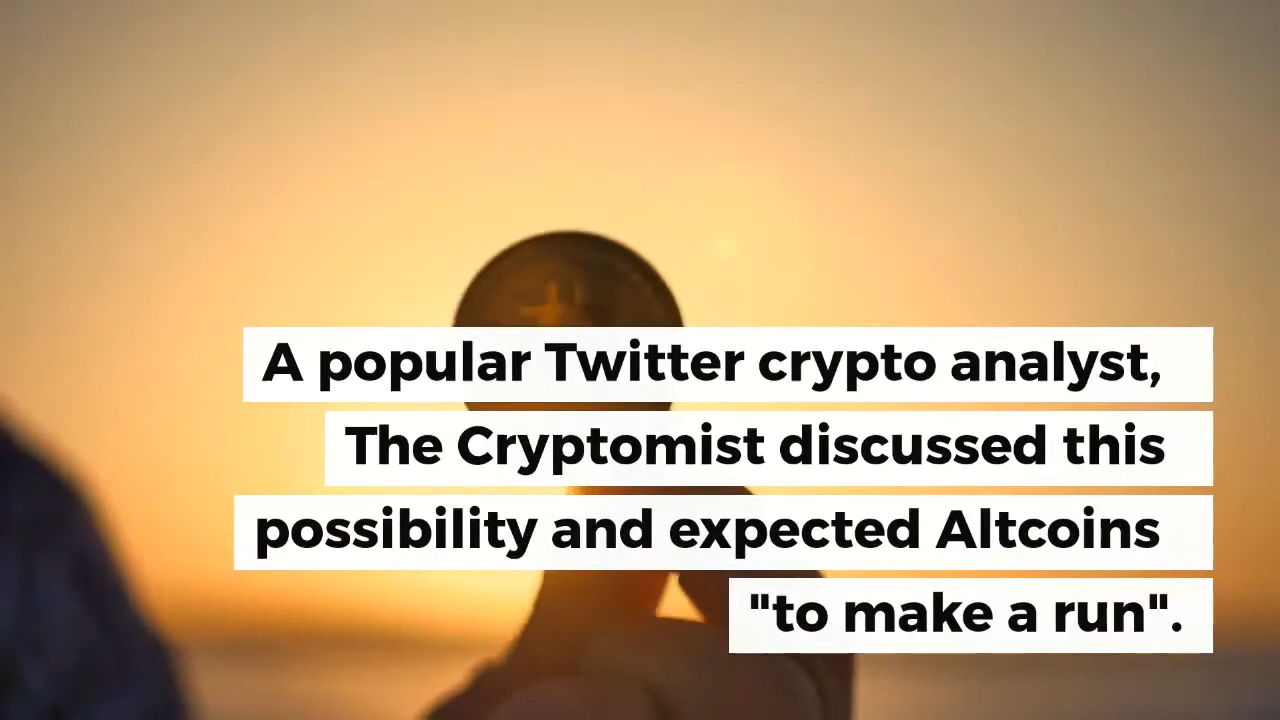 A popular Twitter crypto analyst,
The Cryptomist discussed this
possibility and expected Altcoins
"to make a run".